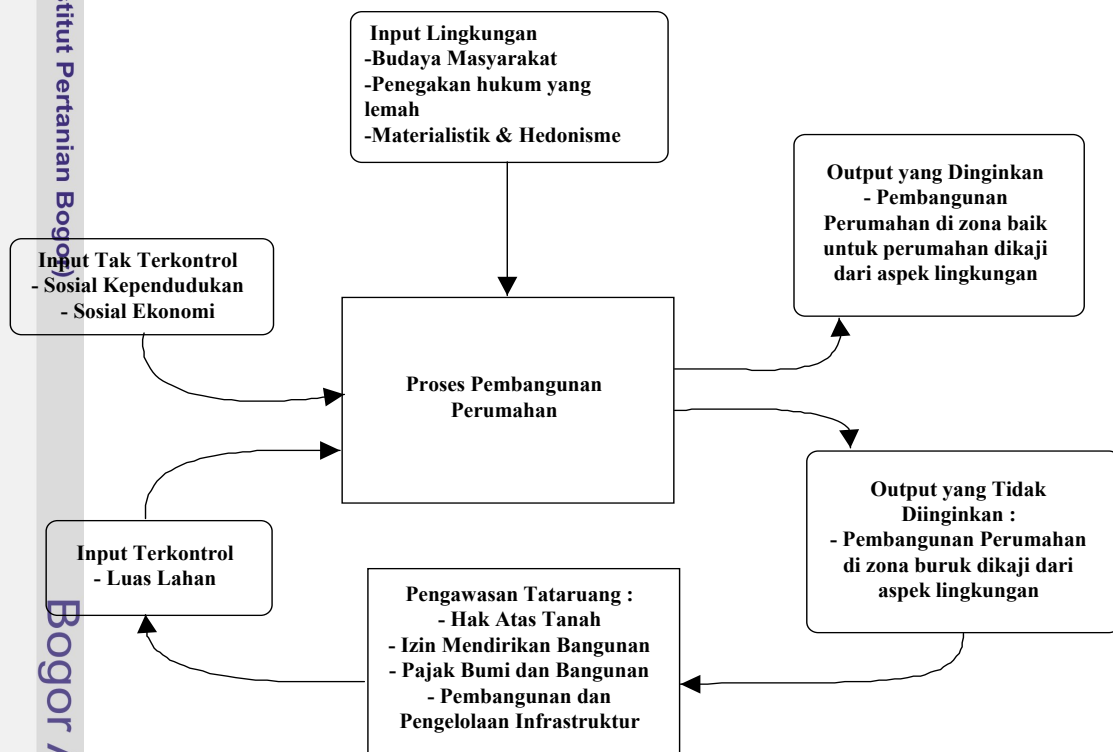 stitut Pertanian Bogor)
Bogor A
Input Lingkungan
-Budaya Masyarakat
-Penegakan hukum yang
lemah
-Materialistik & Hedonisme
Output yang Dinginkan
- Pembangunan
Perumahan di zona baik
untuk perumahan dikaji
dari aspek lingkungan
Input Tak Terkontrol
- Sosial Kependudukan
- Sosial Ekonomi
Proses Pembangunan
Perumahan
Output yang Tidak
Diinginkan :
- Pembangunan Perumahan
di zona buruk dikaji dari
aspek lingkungan
Input Terkontrol
- Luas Lahan
Pengawasan Tataruang :
- Hak Atas Tanah
- Izin Mendirikan Bangunan
- Pajak Bumi dan Bangunan
- Pembangunan dan
Pengelolaan Infrastruktur